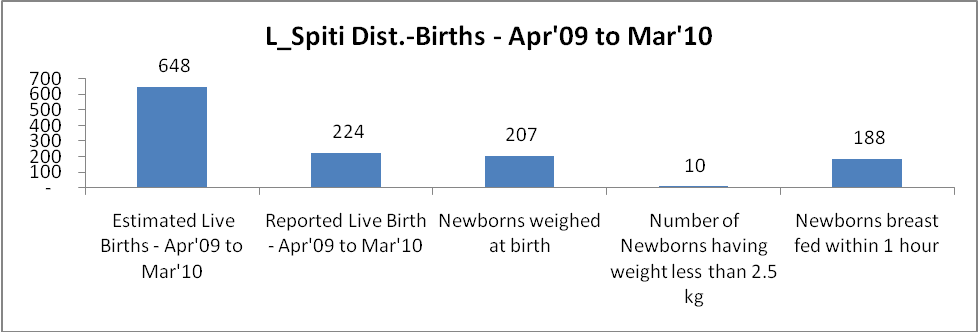 L_Spiti Dist.-Births - Apr'09 to Mar'10
700
600
500
400
300
200
100
-
648
224
207
10
188
Estimated Live
Births - Apr'09 to
Mar'10
Reported Live Birth
- Apr'09 to Mar'10
Newborns weighed
at birth
Number of
Newborns having
weight less than 2.5
kg
Newborns breast
fed within 1 hour